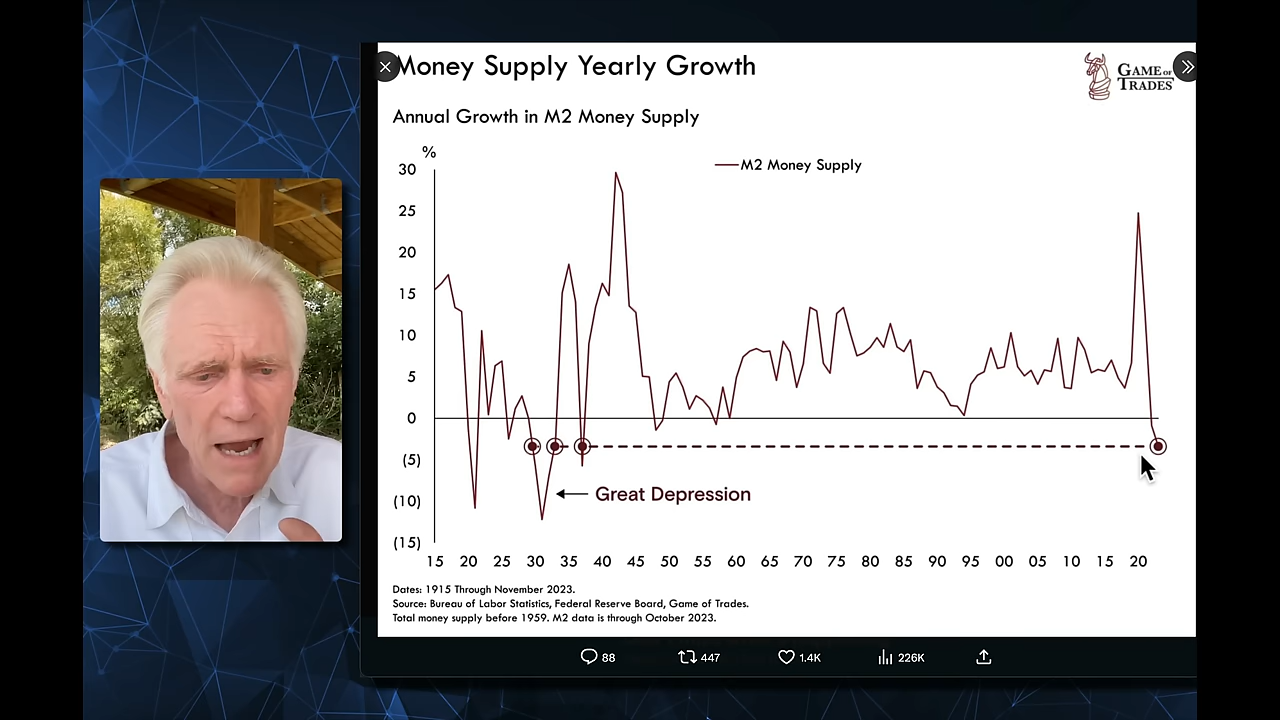 Money Supply Yearly Growth
GAME OF
TRADES
Annual Growth in M2 Money Supply
%
M2 Money Supply
30
25
20
15
10
5
0
(5)
(10)
(15)
Great Depression
15 20 25 30 35 40 45 50 55 60 65 70 75 80 85 90 95 00 05 10 15 20
Dates: 1915 Through November 2023.
Source: Bureau of Labor Statistics, Federal Reserve Board, Game of Trades.
Total money supply before 1959. M2 data is through October 2023.
88 447 1.4K 226K